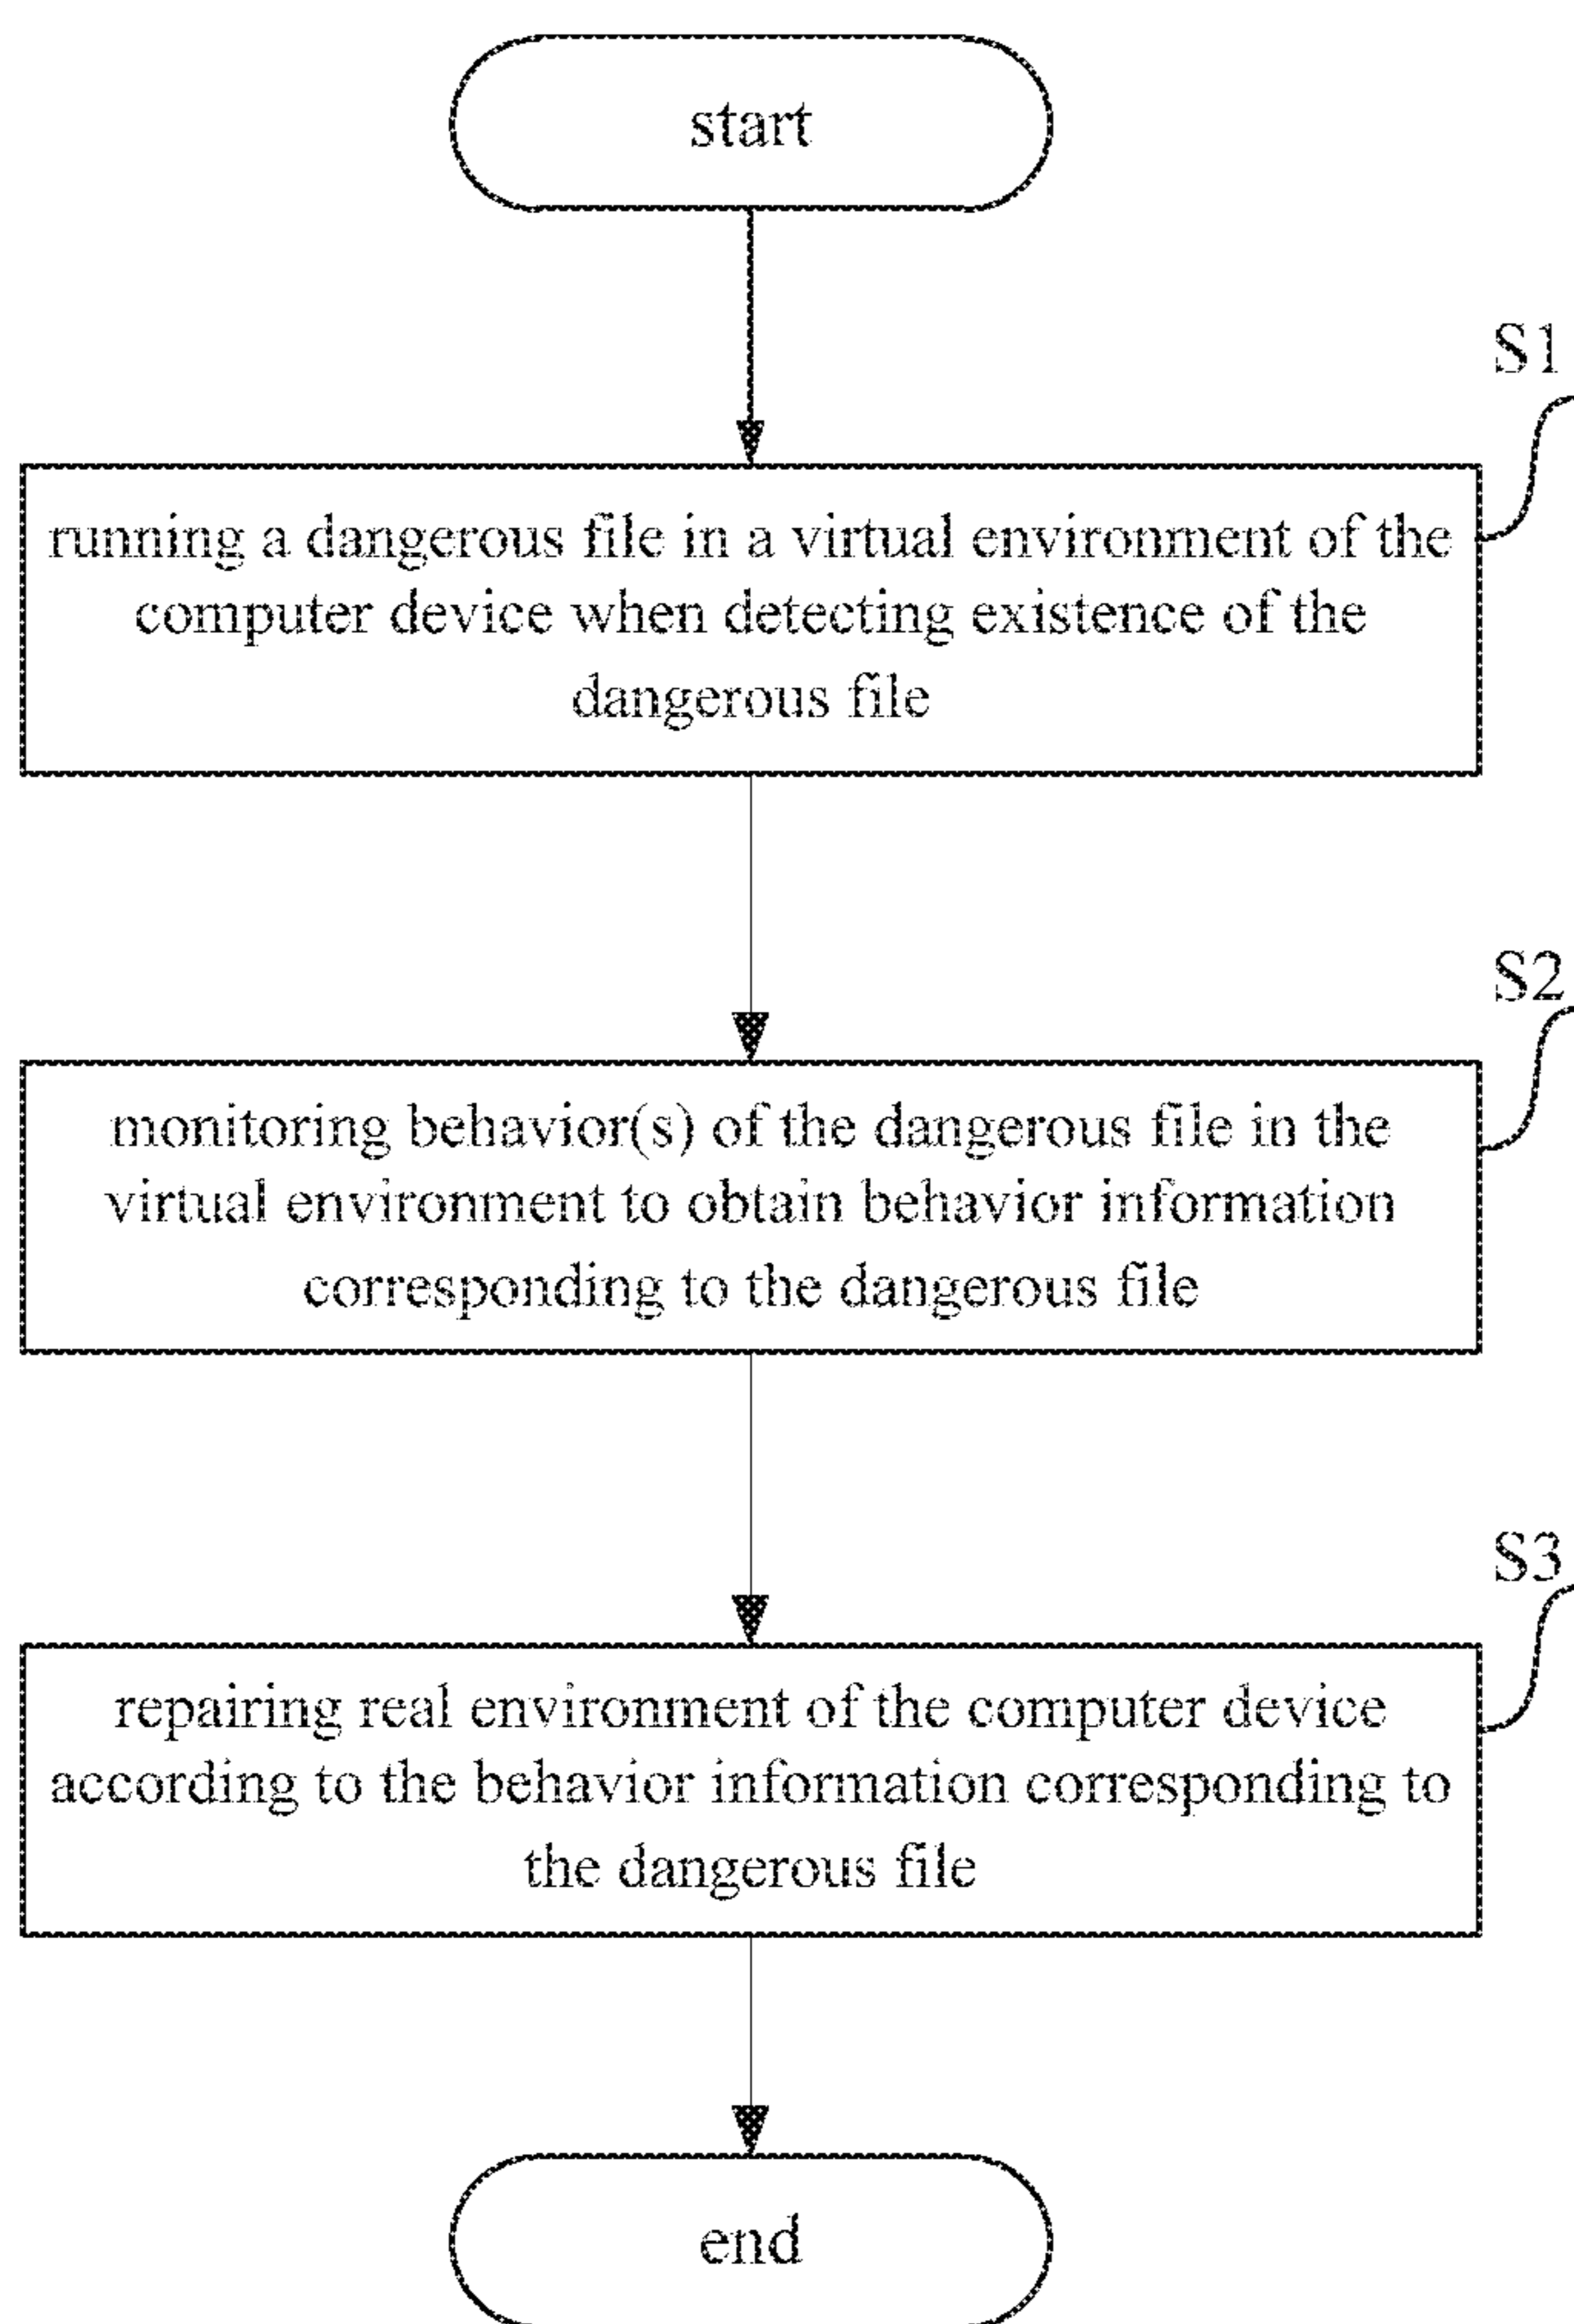 start
S1
running a dangerous file in a virtual environment of the
computer device when detecting existence of the
dangerous file
S2
monitoring behavior(s) of the dangerous file in the
virtual environment to obtain behavior information
corresponding to the dangerous file
S3
repairing real environment of the computer device
according to the behavior information corresponding to
the dangerous file
end